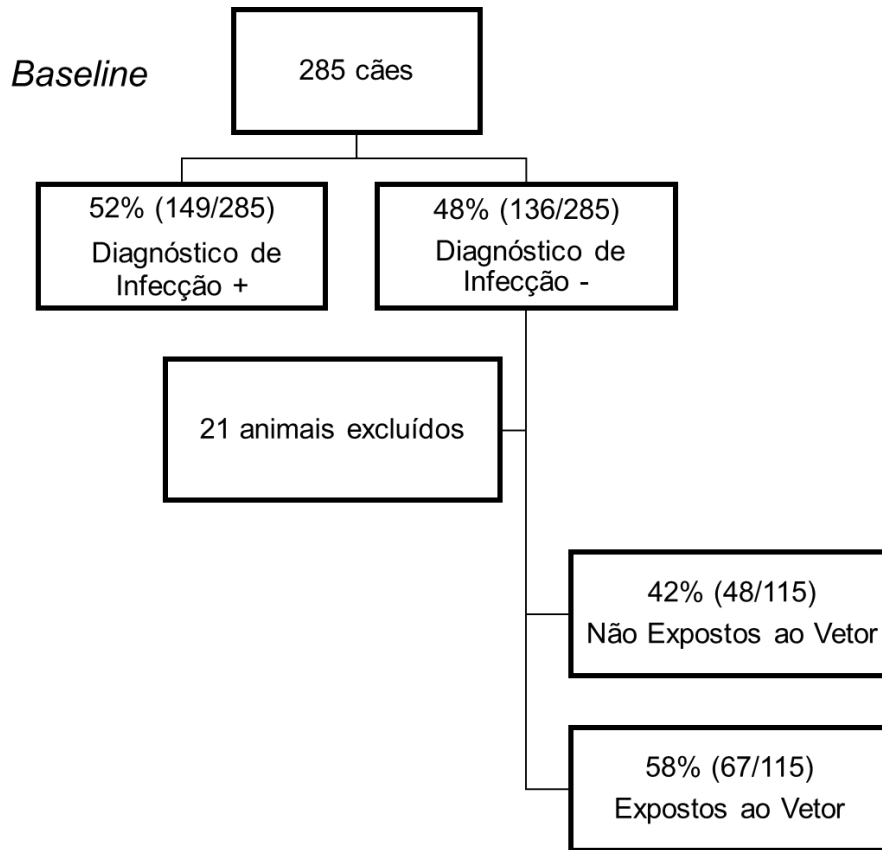 Baseline
285 cães
52% (149/285)
Diagnóstico de
Infecção +
48% (136/285)
Diagnóstico de
Infecção -
21 animais excluídos
42% (48/115)
Não Expostos ao Vetor
58% (67/115)
Expostos ao Vetor